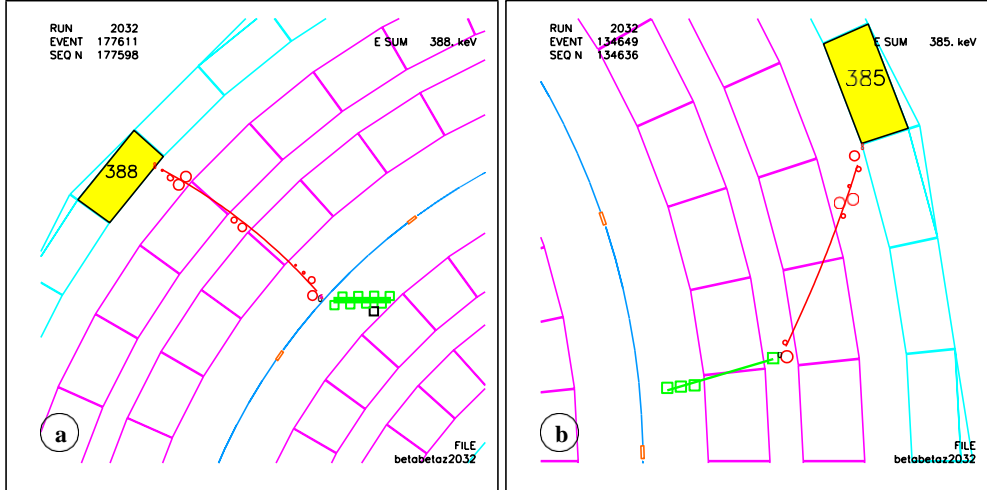 RUN 2032
EVENT 177611
SEQ N 177598
E SUM 388. keV
388
a
FILE
betabetaz2032
RUN 2032
EVENT 134649
SEQ N 134636
E SUM 385. keV
385
b
FILE
betabetaz2032